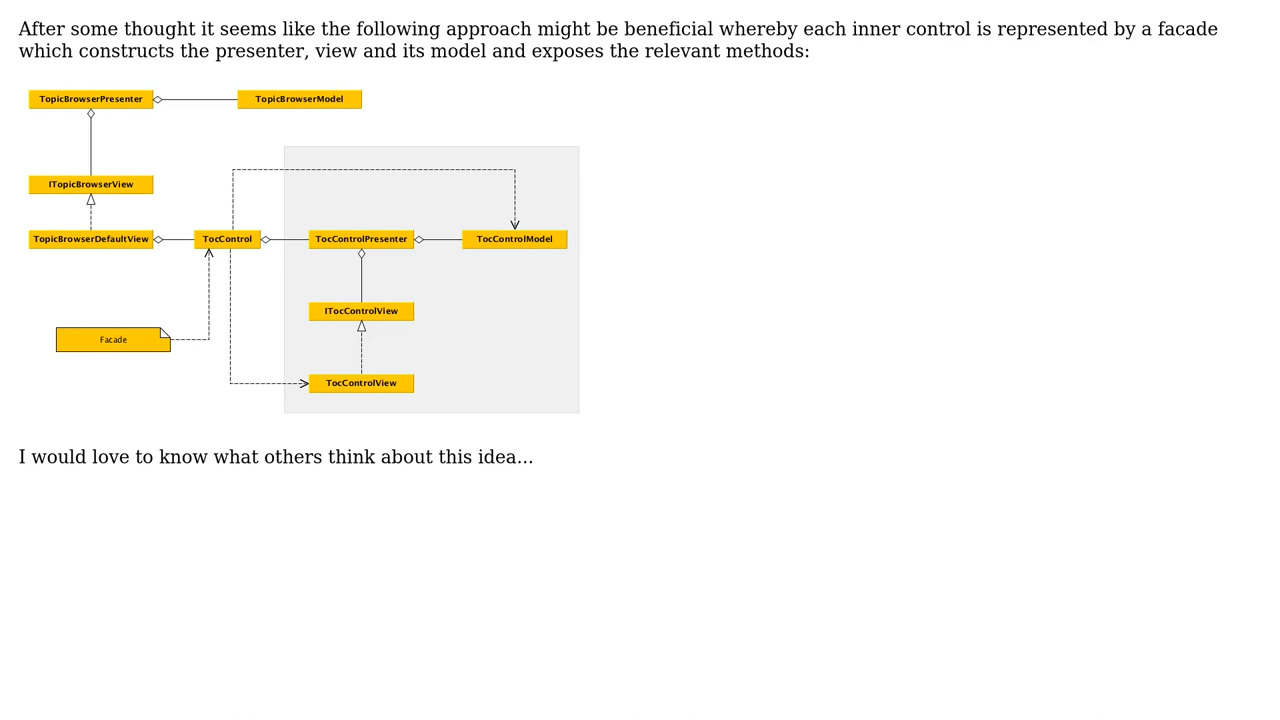 After some thought it seems like the following approach might be beneficial whereby each inner control is represented by a facade
which constructs the presenter, view and its model and exposes the relevant methods:
TopicBrowserPresenter
TopicBrowserModel
ITopicBrowserView
TopicBrowserDefaultView
TocControl
TocControlPresenter
TocControlModel
ITocControlView
Facade
TocControlView
I would love to know what others think about this idea...